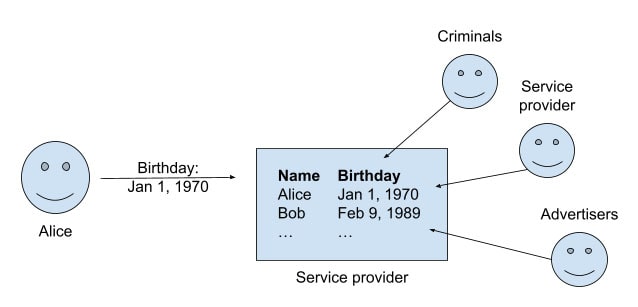 Criminals
Service
provider
Birthday:
Jan 1, 1970
Name Birthday
Alice Jan 1, 1970
Bob Feb 9, 1989
… …
Advertisers
Alice
Service provider